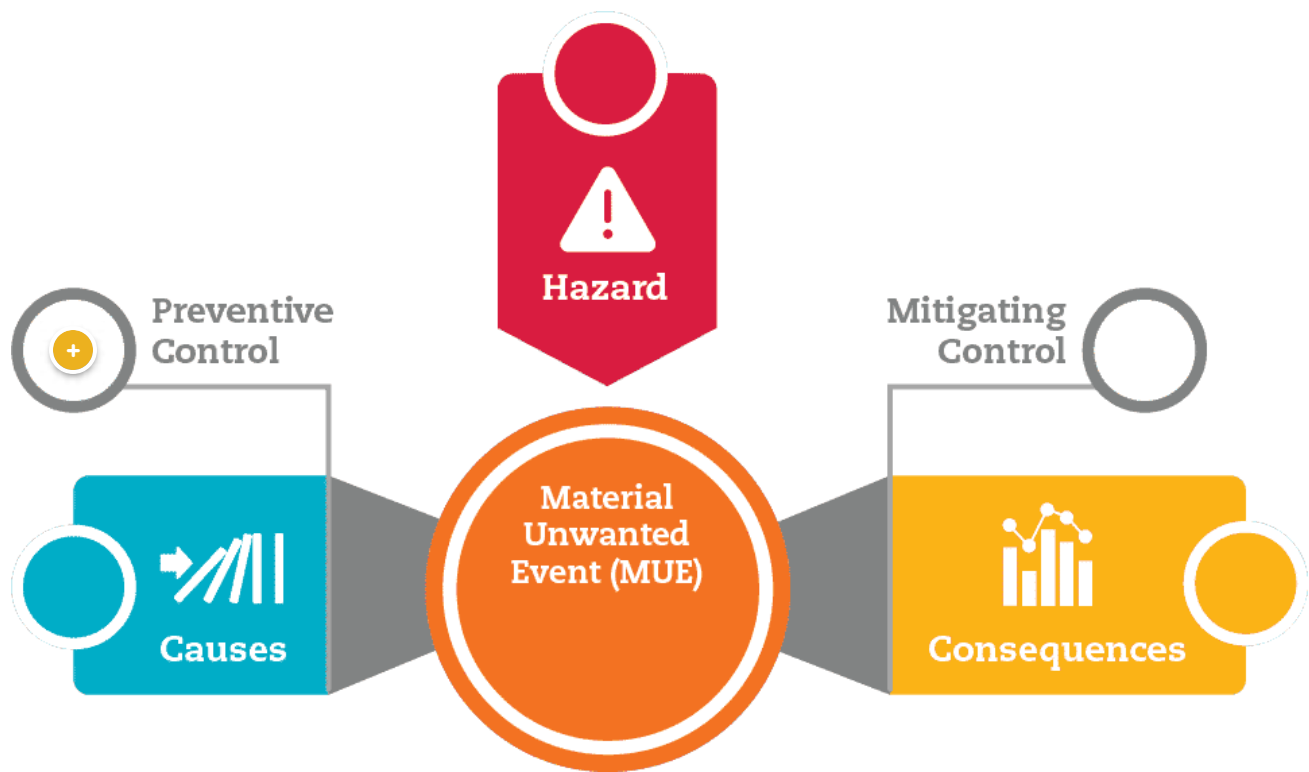 Hazard
Preventive
Control
Mitigating
Control
Material
Unwanted
Event (MUE)
Causes
Consequences